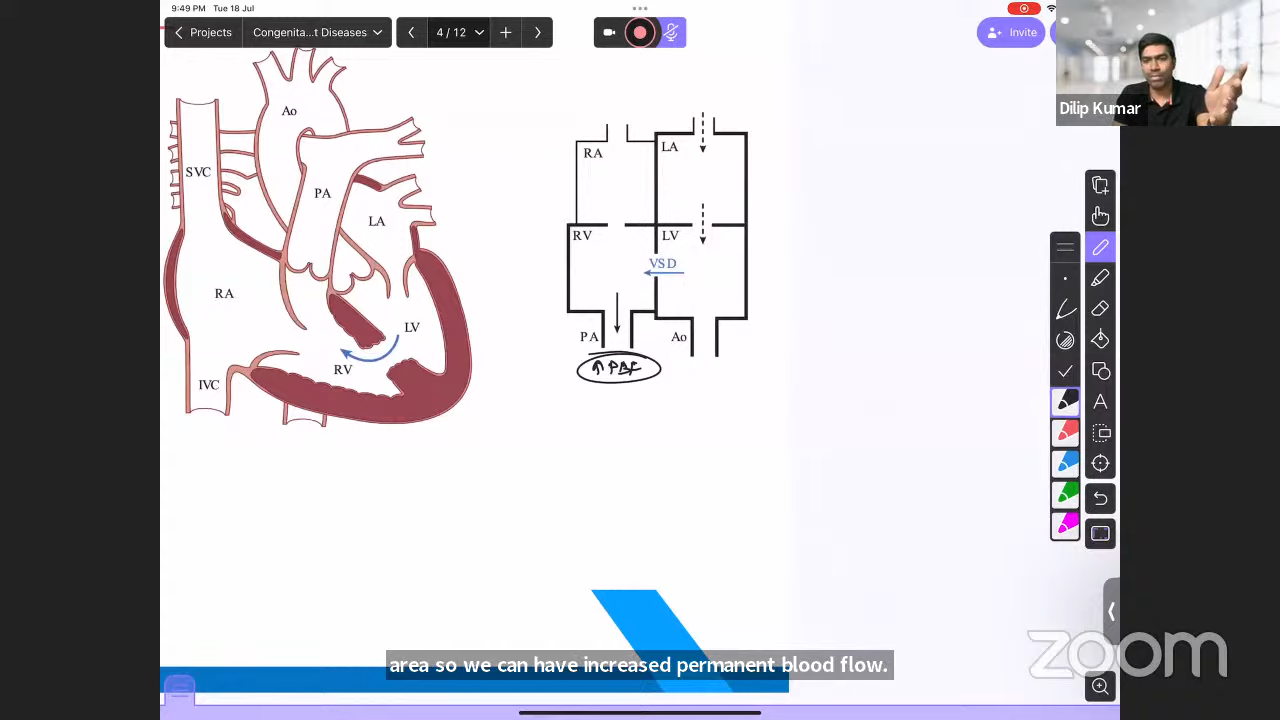 9:49 PM Tue 18 Jul
Projects
Congenita...t Diseases
4 / 12
Invite
Dilip Kumar
Ao
SVC
PA
LA
RA
LV
RV
IVC
RA
LA
RV
LV
VSD
PA
Ao
↑ PBF
A
area so we can have increased permanent blood flow.
zoom